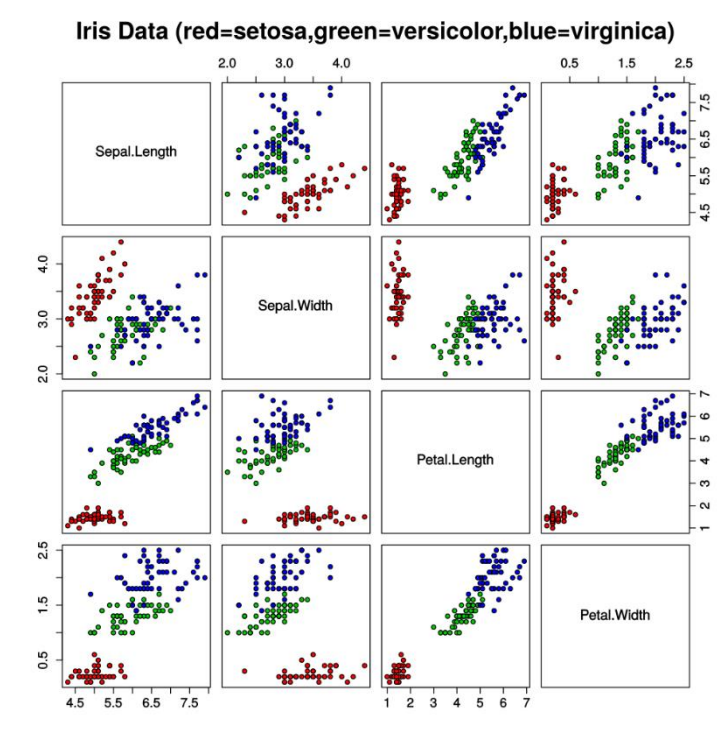 Iris Data (red=setosa,green=versicolor,blue=virginica)
2.0 3.0 4.0
0.5 1.5 2.5
Sepal.Length
4.5 5.5 6.5 7.5
2.0 3.0 4.0
Sepal.Width
Petal.Length
1 2 3 4 5 6 7
0.5 1.5 2.5
Petal.Width
4.5 5.5 6.5 7.5
1 2 3 4 5 6 7